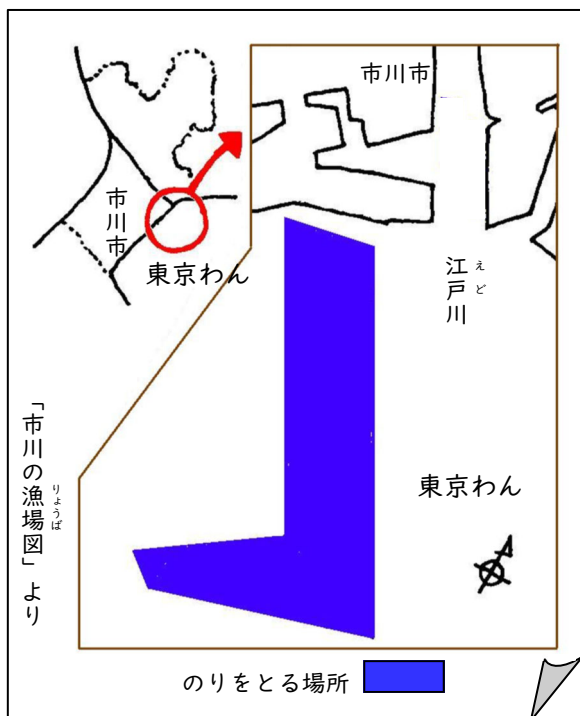 市川市
市川市
東京わん
江戸川
えど
東京わん
「市川の漁場図」より
りょうば
のりをとる場所